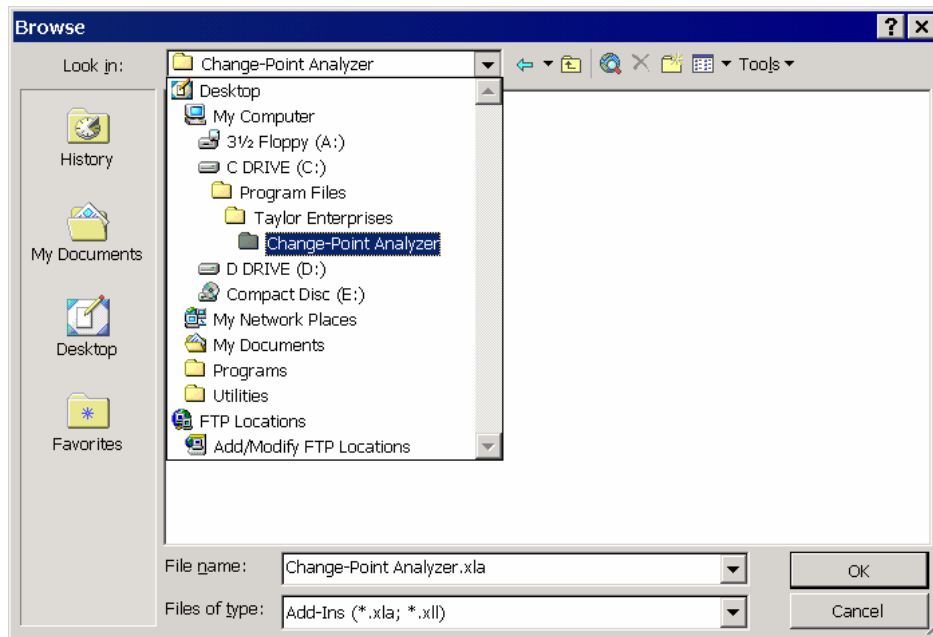 Browse
Look in: Change-Point Analyzer Tools
Desktop
My Computer
3½ Floppy (A:)
C DRIVE (C:)
Program Files
Taylor Enterprises
Change-Point Analyzer
D DRIVE (D:)
Compact Disc (E:)
My Network Places
My Documents
Programs
Utilities
FTP Locations
Add/Modify FTP Locations
History
My Documents
Desktop
Favorites
File name: Change-Point Analyzer.xla OK
Files of type: Add-Ins (*.xla; *.xll) Cancel